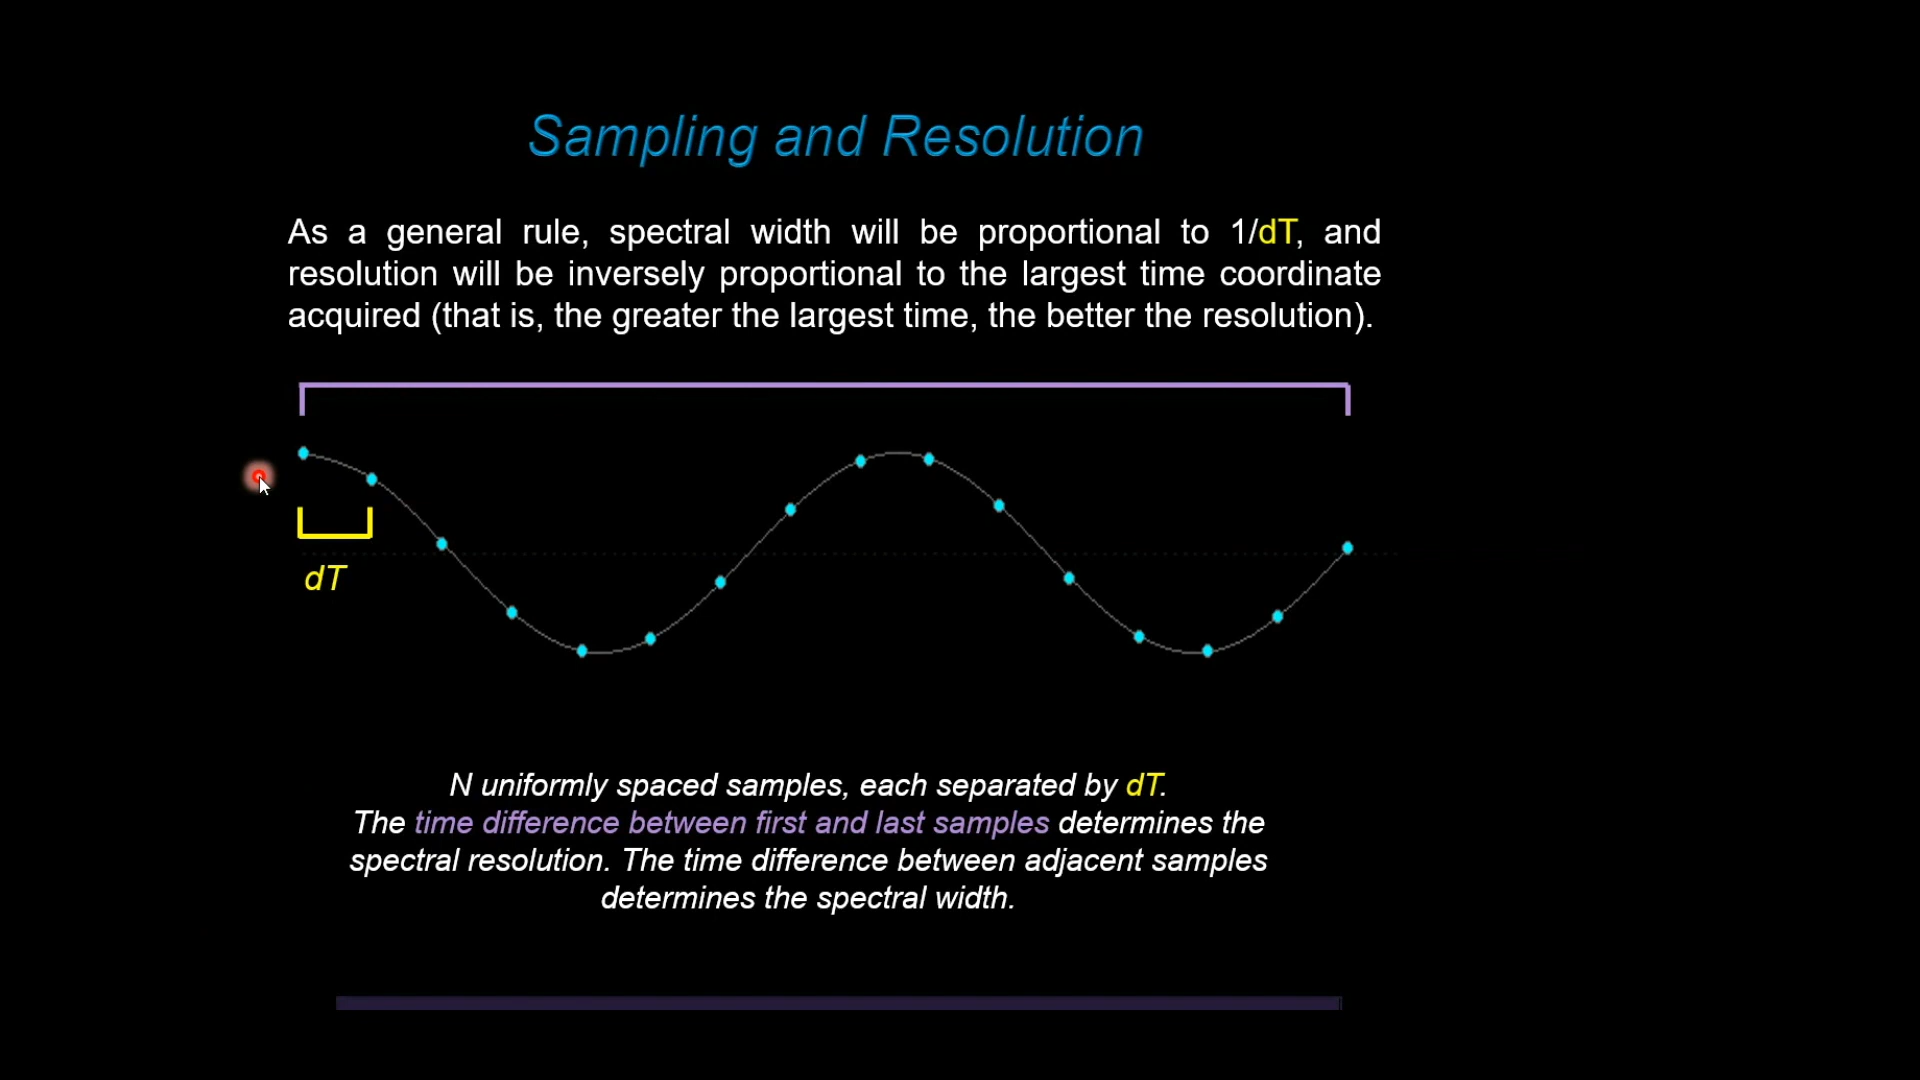 Sampling and Resolution
As a general rule, spectral width will be proportional to 1/dT, and
resolution will be inversely proportional to the largest time coordinate
acquired (that is, the greater the largest time, the better the resolution).
dT
N uniformly spaced samples, each separated by dT.
The time difference between first and last samples determines the
spectral resolution. The time difference between adjacent samples
determines the spectral width.